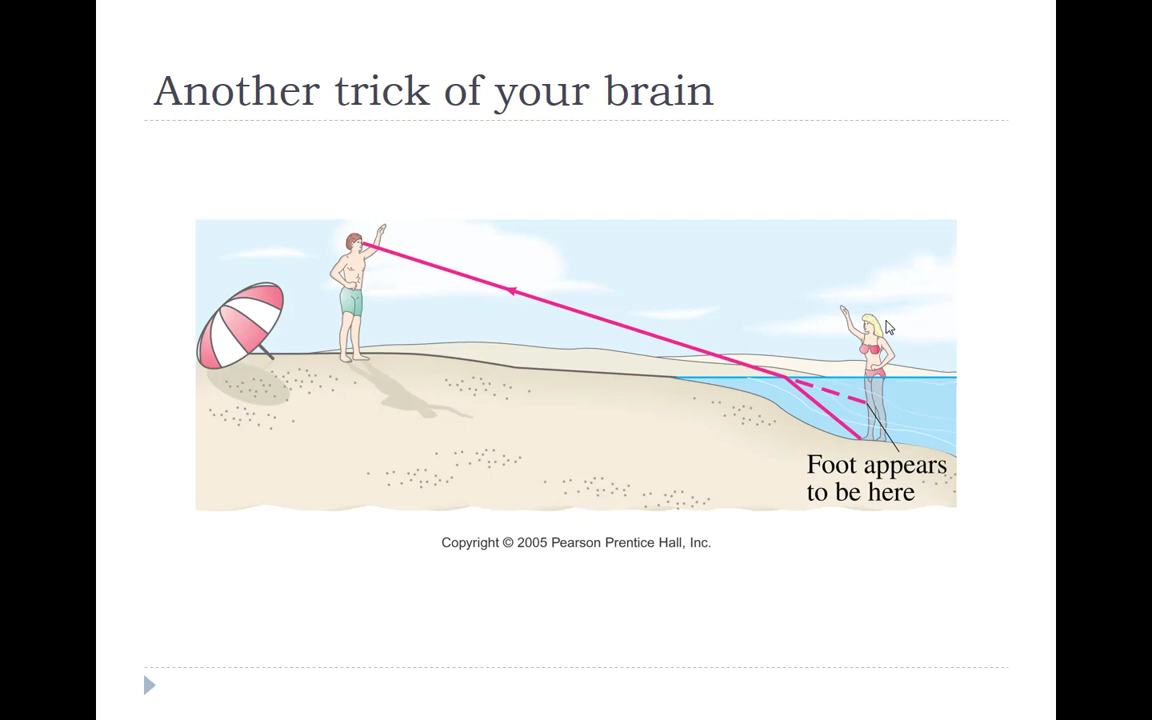 Another trick of your brain
Foot appears
to be here
Copyright © 2005 Pearson Prentice Hall, Inc.